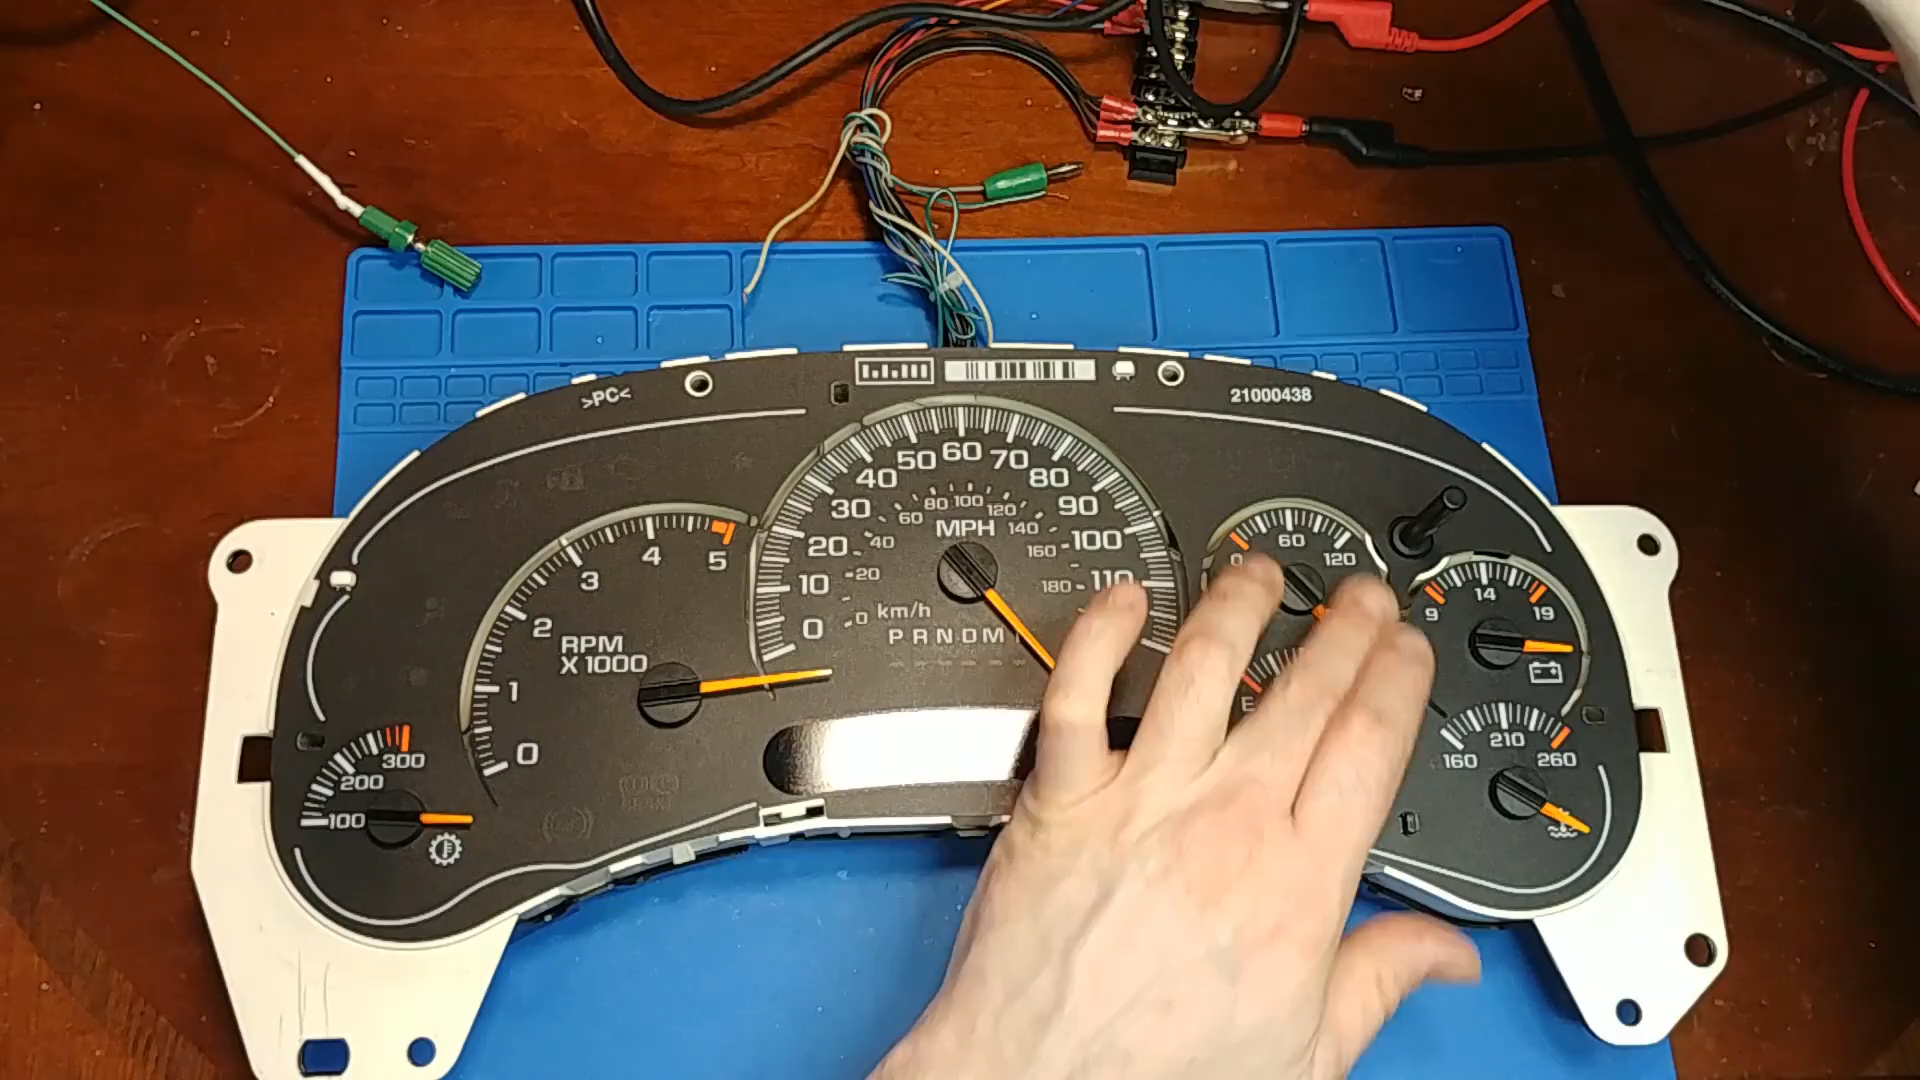 >PC<
21000438
0 1 2 3 4 5
RPM
X 1000
0 10 20 30 40 50 60 70 80 90 100 110
0 20 40 60 80 100 120 140 160 180
MPH
km/h
P R N D M
0 60 120
E
9 14 19
160 210 260
100 200 300